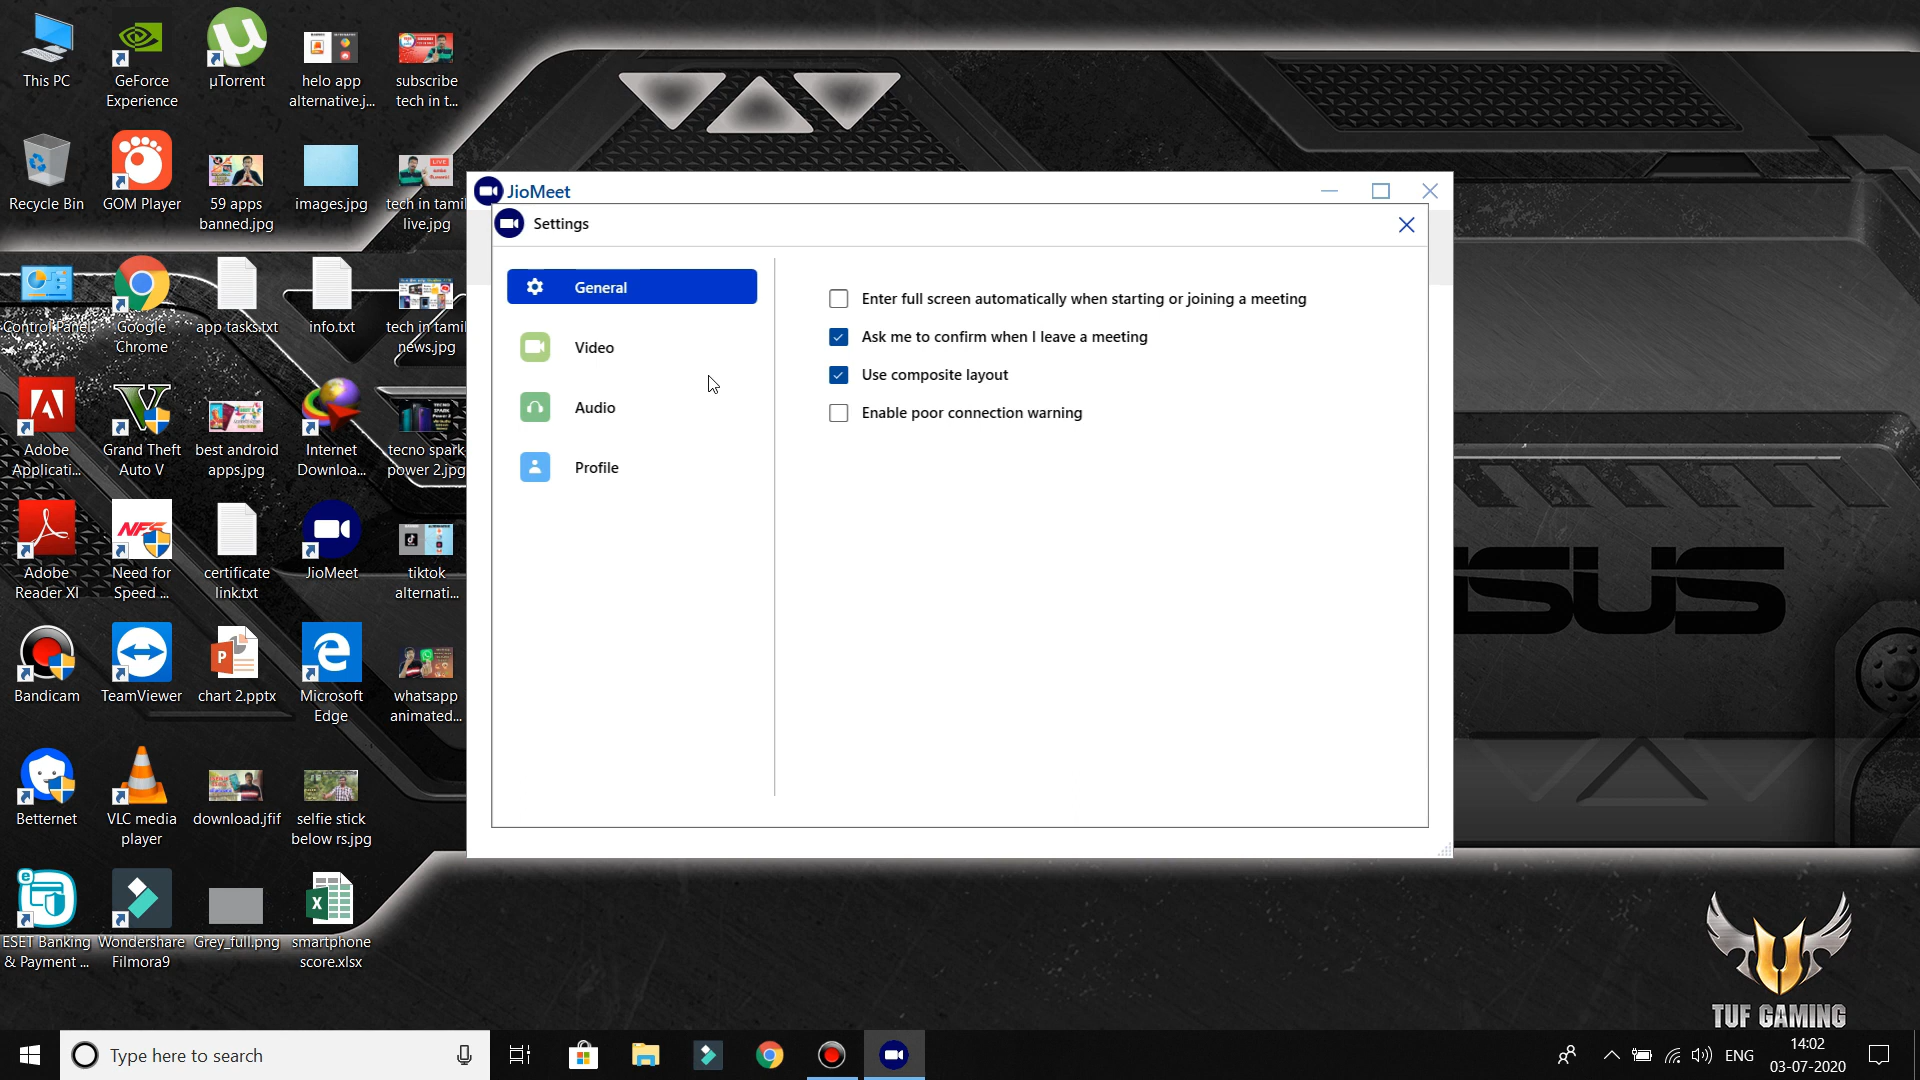 This PC
GeForce
Experience
µTorrent
helo app
alternative.j...
subscribe
tech in t...
Recycle Bin
GOM Player
59 apps
banned.jpg
images.jpg
tech in tamil
live.jpg
Control Panel
Google
Chrome
app tasks.txt
info.txt
tech in tamil
news.jpg
Adobe
Applicati...
Grand Theft
Auto V
best android
apps.jpg
Internet
Downloa...
tecno spark
power 2.jpg
Adobe
Reader XI
Need for
Speed ...
certificate
link.txt
JioMeet
tiktok
alternati...
Bandicam
TeamViewer
chart 2.pptx
Microsoft
Edge
whatsapp
animated...
Betternet
VLC media
player
download.jfif
selfie stick
below rs.jpg
ESET Banking
& Payment ...
Wondershare
Filmora9
Grey_full.png
smartphone
score.xlsx
JioMeet
Settings
General
Video
Audio
Profile
Enter full screen automatically when starting or joining a meeting
Ask me to confirm when I leave a meeting
Use composite layout
Enable poor connection warning
SUS
TUF GAMING
Type here to search
ENG
14:02
03-07-2020